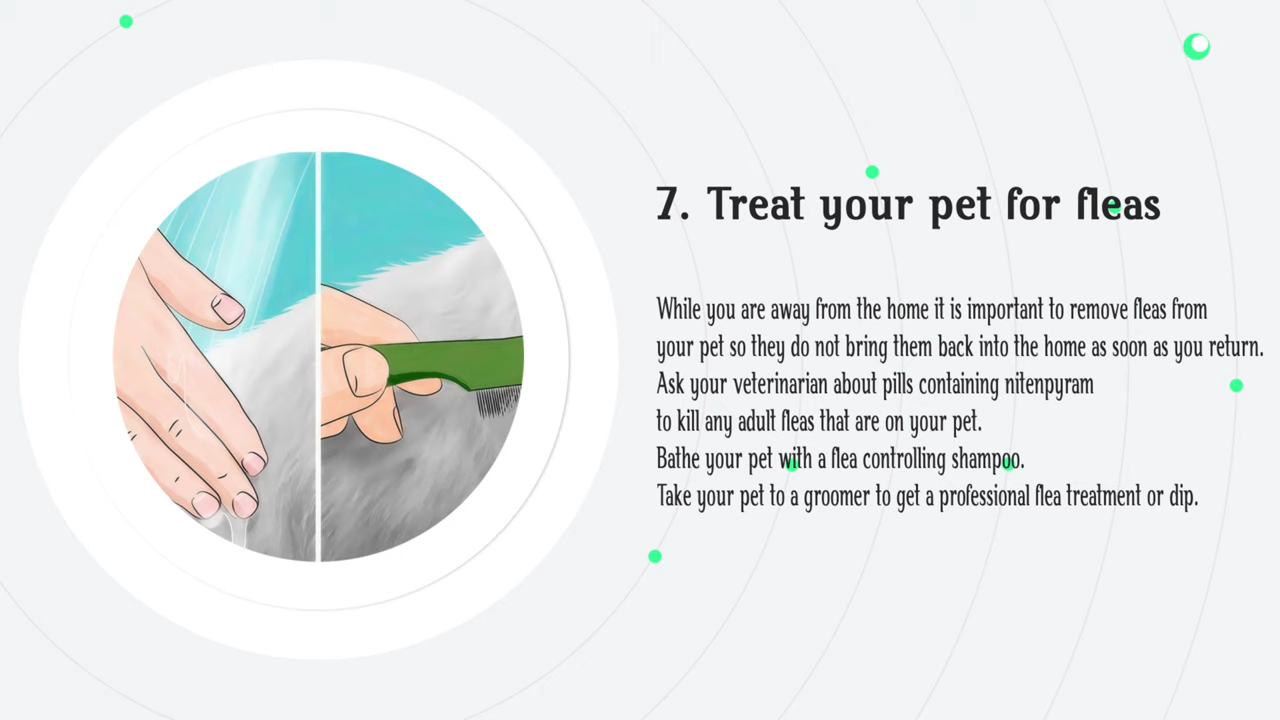 7. Treat your pet for fleas
While you are away from the home it is important to remove fleas from
your pet so they do not bring them back into the home as soon as you return.
Ask your veterinarian about pills containing nitenpyram
to kill any adult fleas that are on your pet.
Bathe your pet with a flea controlling shampoo.
Take your pet to a groomer to get a professional flea treatment or dip.